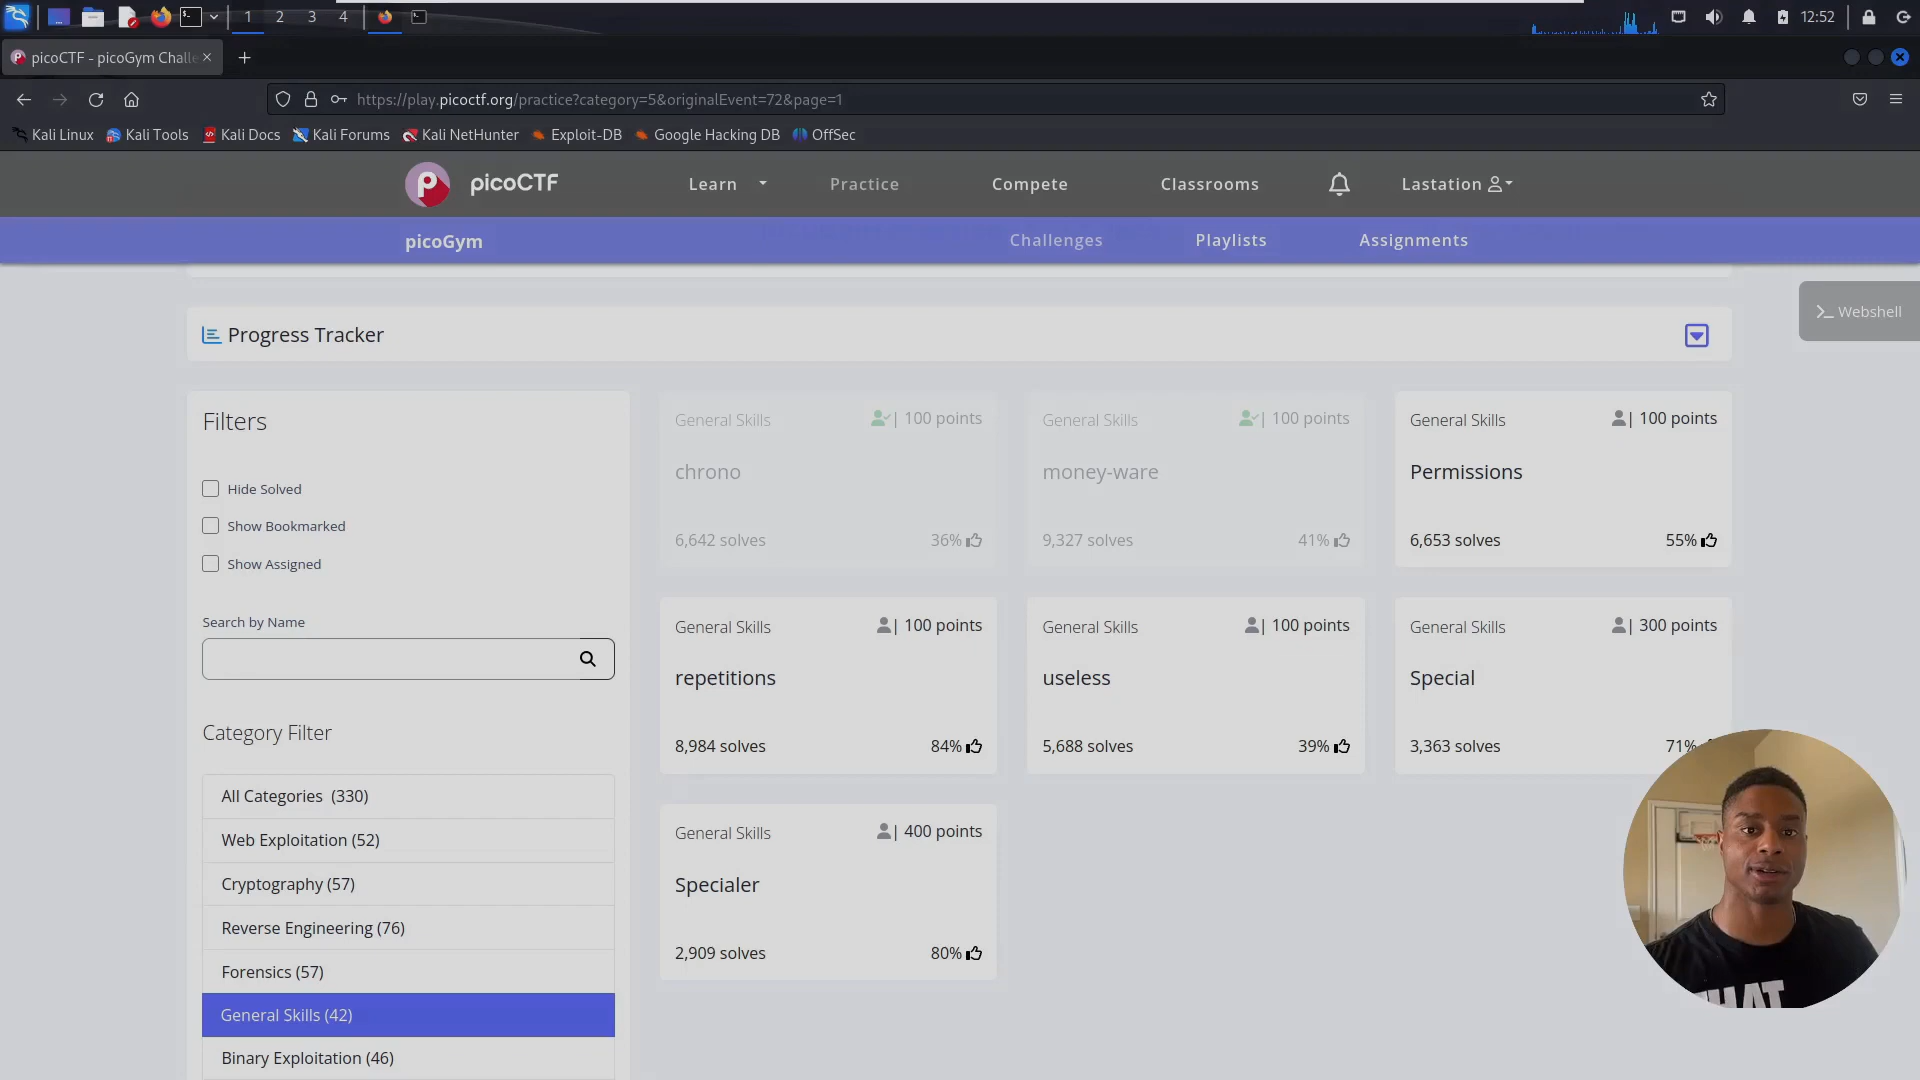 1 2 3 4
12:52
picoCTF - picoGym Challe
https://play.picoctf.org/practice?category=5&originalEvent=72&page=1
Kali Linux Kali Tools Kali Docs Kali Forums Kali NetHunter Exploit-DB Google Hacking DB OffSec
picoCTF Learn Practice Compete Classrooms Lastation
picoGym Challenges Playlists Assignments
Webshell
Progress Tracker
Filters
Hide Solved
Show Bookmarked
Show Assigned
Search by Name
Category Filter
All Categories (330)
Web Exploitation (52)
Cryptography (57)
Reverse Engineering (76)
Forensics (57)
General Skills (42)
Binary Exploitation (46)
General Skills | 100 points
chrono
6,642 solves 36%
General Skills | 100 points
money-ware
9,327 solves 41%
General Skills | 100 points
Permissions
6,653 solves 55%
General Skills | 100 points
repetitions
8,984 solves 84%
General Skills | 100 points
useless
5,688 solves 39%
General Skills | 300 points
Special
3,363 solves 71%
General Skills | 400 points
Specialer
2,909 solves 80%